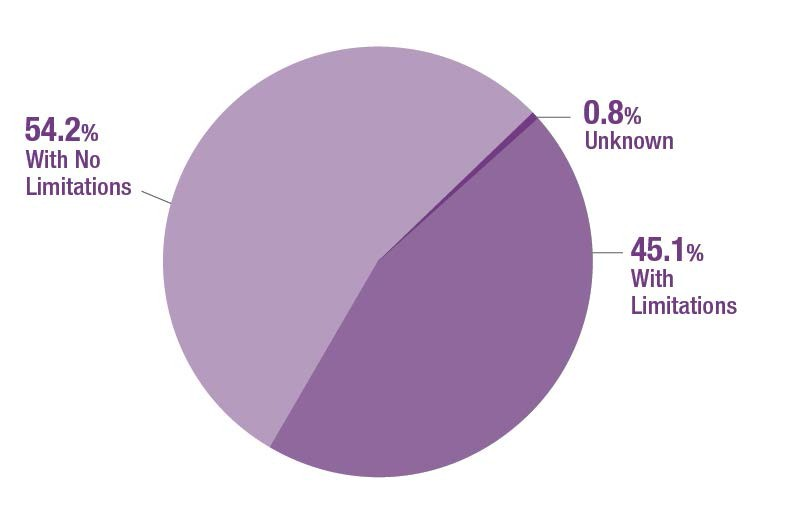 54.2%
With No
Limitations
0.8%
Unknown
45.1%
With
Limitations